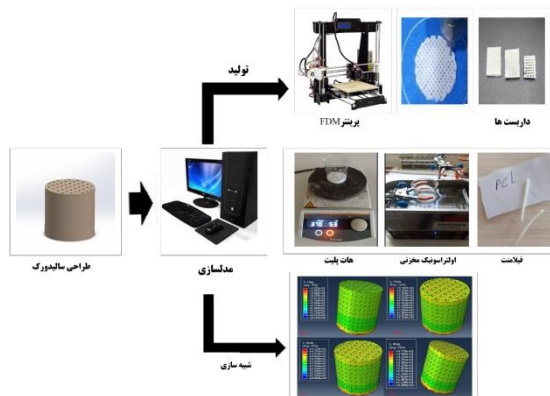 تولید
پرینتر FDM
داربست ها
طراحی سالیدورک
مدلسازی
هات پلیت
اولتراسونیک مخزنی
فیلامنت
PCL
شبیه سازی